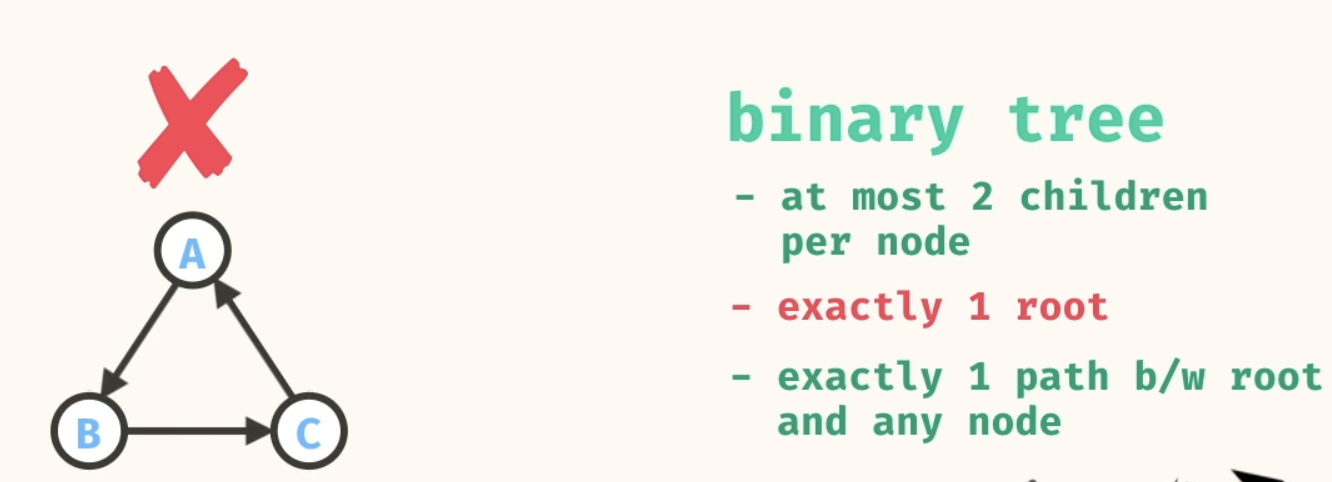 binary tree
- at most 2 children
per node
- exactly 1 root
- exactly 1 path b/w root
and any node
A
B
C